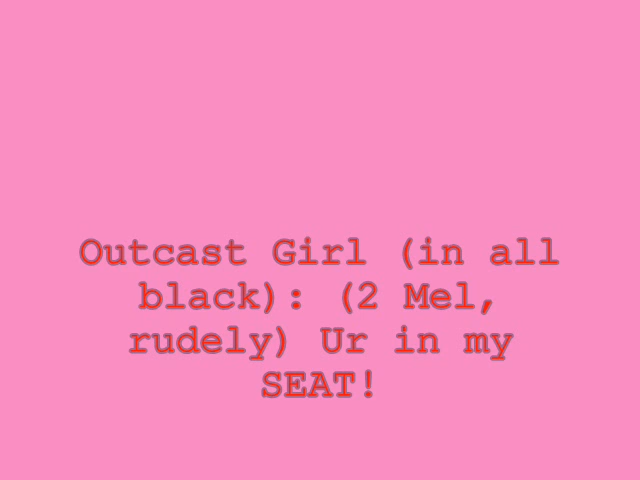 Outcast Girl (in all
black): (2 Mel,
rudely) Ur in my
SEAT!